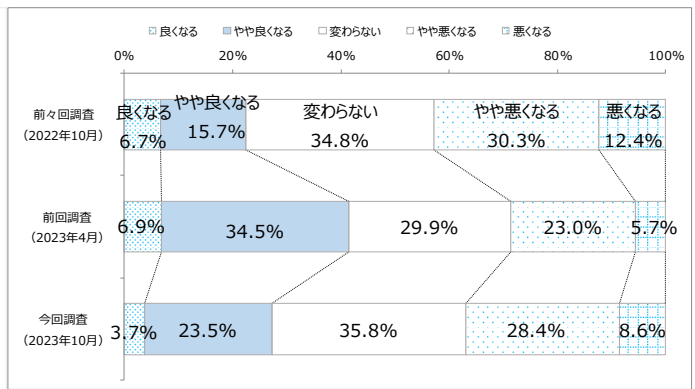 良くなる やや良くなる 変わらない やや悪くなる 悪くなる
0% 20% 40% 60% 80% 100%
前々回調査
（2022年10月）
良くなる やや良くなる 変わらない やや悪くなる 悪くなる
6.7% 15.7% 34.8% 30.3% 12.4%
前回調査
（2023年4月）
6.9% 34.5% 29.9% 23.0% 5.7%
今回調査
（2023年10月）
3.7% 23.5% 35.8% 28.4% 8.6%